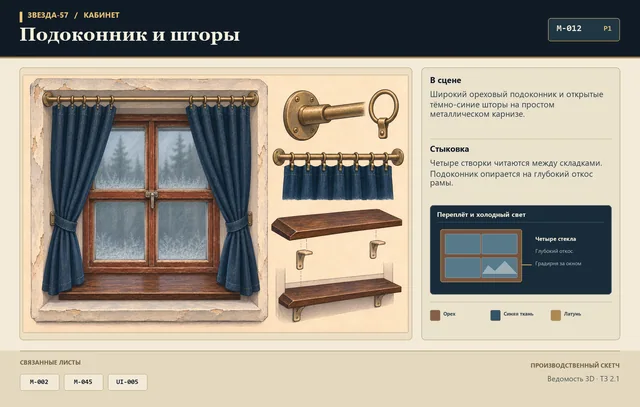 ЗВЕЗДА-57 / КАБИНЕТ
Подоконник и шторы
M-012 P1
В сцене
Широкий ореховый подоконник и открытые
тёмно-синие шторы на простом
металлическом карнизе.
Стыковка
Четыре створки читаются между складками.
Подоконник опирается на глубокий откос
рамы.
Переплёт и холодный свет
Четыре стекла
Глубокий откос
Градирни за окном
Орех
Синяя ткань
Латунь
СВЯЗАННЫЕ ЛИСТЫ
M-002
M-045
UI-005
ПРОИЗВОДСТВЕННЫЙ СКЕТЧ
Ведомость 3D · ТЗ 2.1